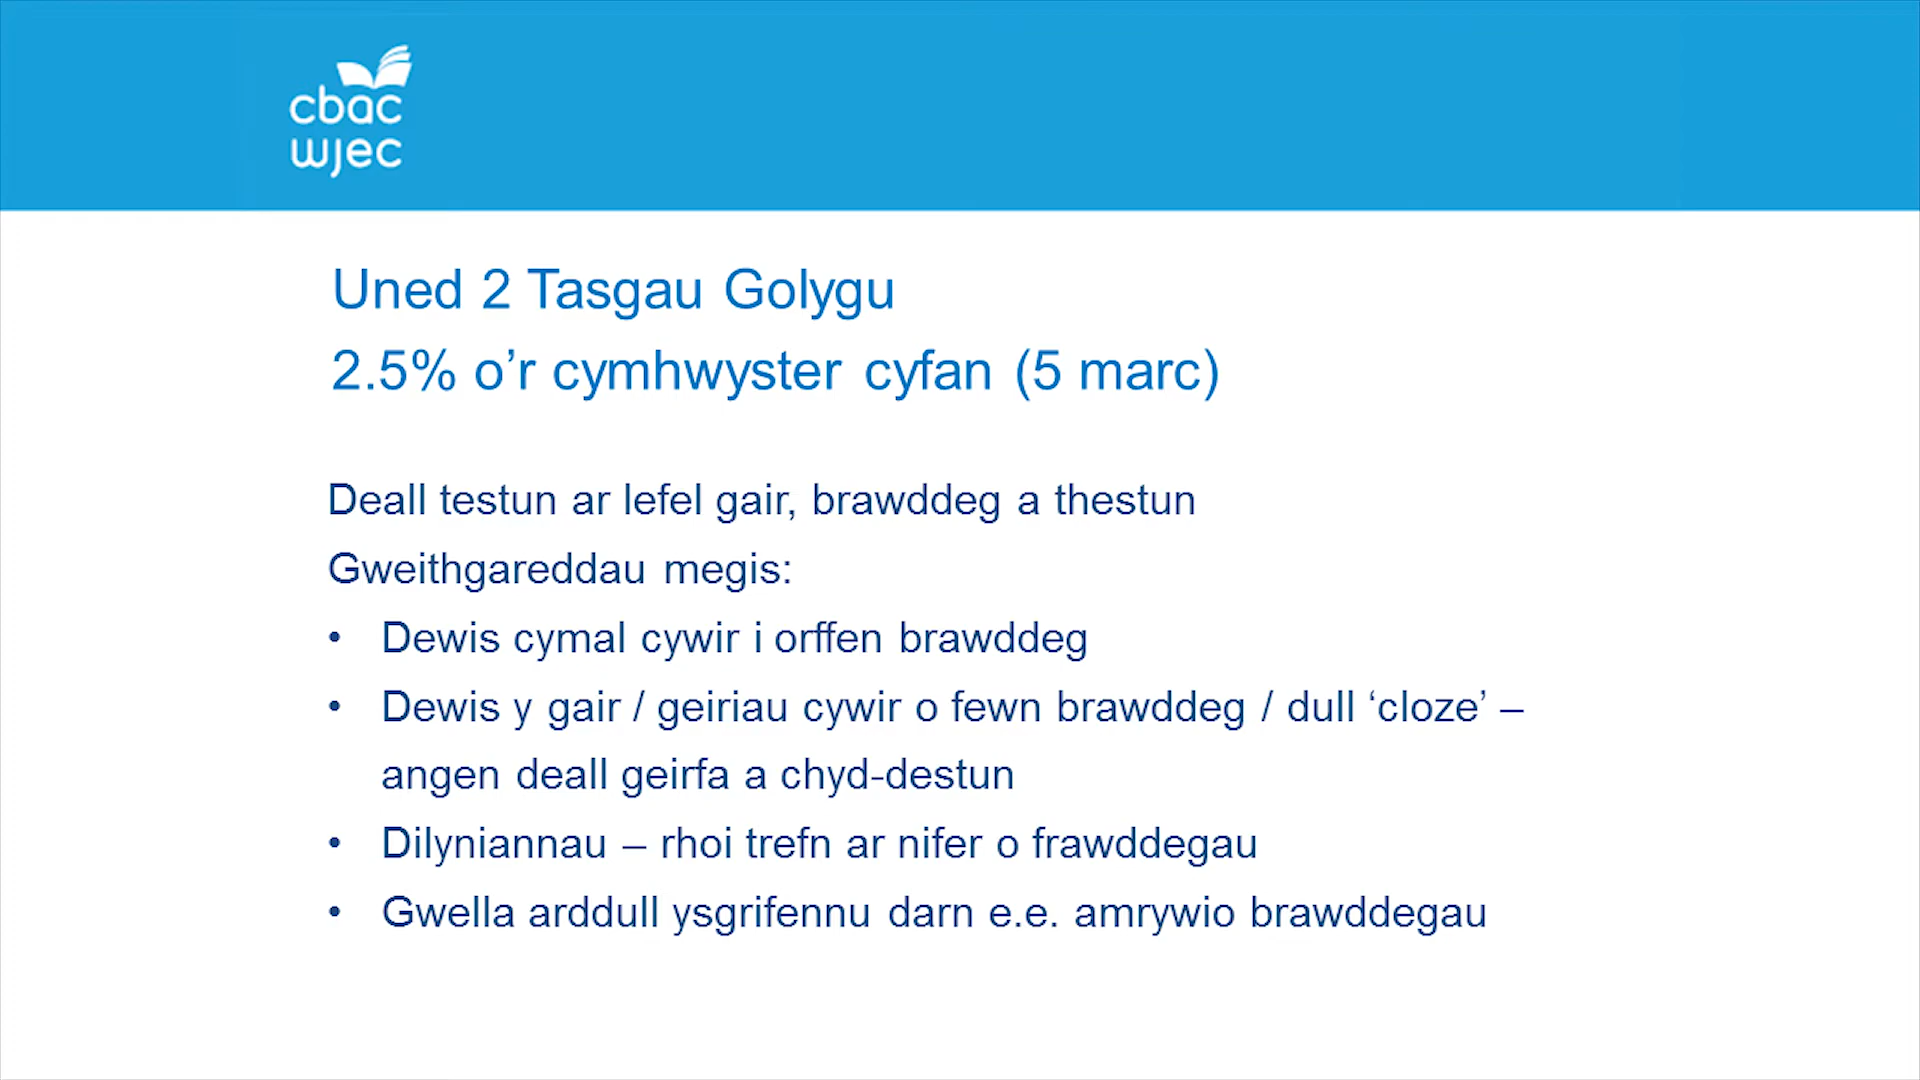 cbac
wjec
Uned 2 Tasgau Golygu
2.5% o’r cymhwyster cyfan (5 marc)
Deall testun ar lefel gair, brawddeg a thestun
Gweithgareddau megis:
• Dewis cymal cywir i orffen brawddeg
• Dewis y gair / geiriau cywir o fewn brawddeg / dull ‘cloze’ –
angen deall geirfa a chyd-destun
• Dilyniannau – rhoi trefn ar nifer o frawddegau
• Gwella arddull ysgrifennu darn e.e. amrywio brawddegau